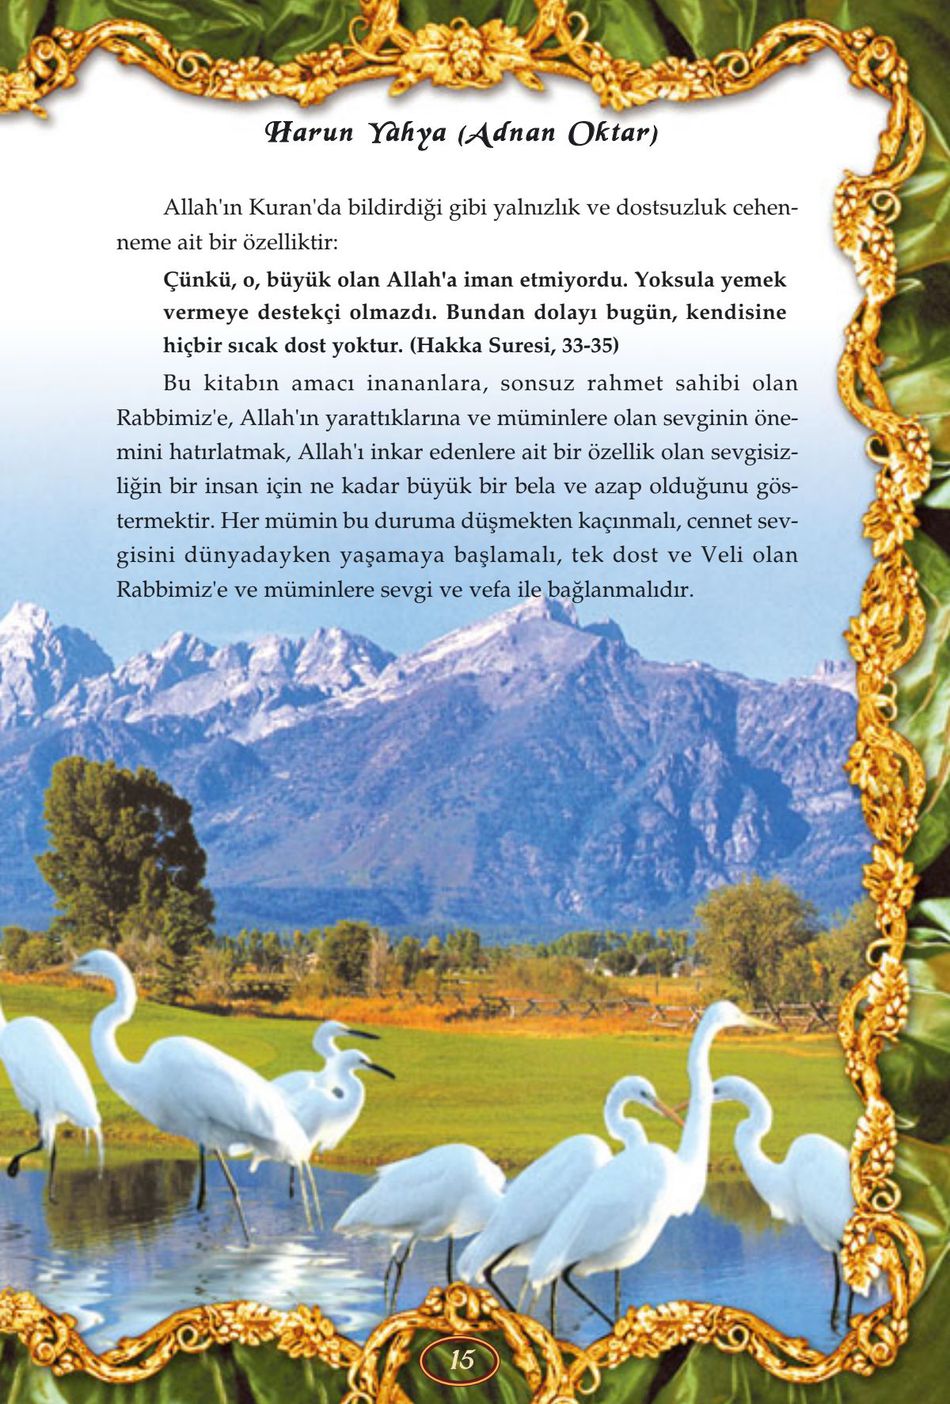 Harun Yahya (Adnan Oktar)
Allah'ın Kuran'da bildirdiği gibi yalnızlık ve dostsuzluk cehen-
neme ait bir özelliktir:
Çünkü, o, büyük olan Allah'a iman etmiyordu. Yoksula yemek
vermeye destekçi olmazdı. Bundan dolayı bugün, kendisine
hiçbir sıcak dost yoktur. (Hakka Suresi, 33-35)
Bu kitabın amacı inananlara, sonsuz rahmet sahibi olan
Rabbimiz'e, Allah'ın yarattıklarına ve müminlere olan sevginin öne-
mini hatırlatmak, Allah'ı inkar edenlere ait bir özellik olan sevgisiz-
liğin bir insan için ne kadar büyük bir bela ve azap olduğunu gös-
termektir. Her mümin bu duruma düşmekten kaçınmalı, cennet sev-
gisini dünyadayken yaşamaya başlamalı, tek dost ve Veli olan
Rabbimiz'e ve müminlere sevgi ve vefa ile bağlanmalıdır.
15